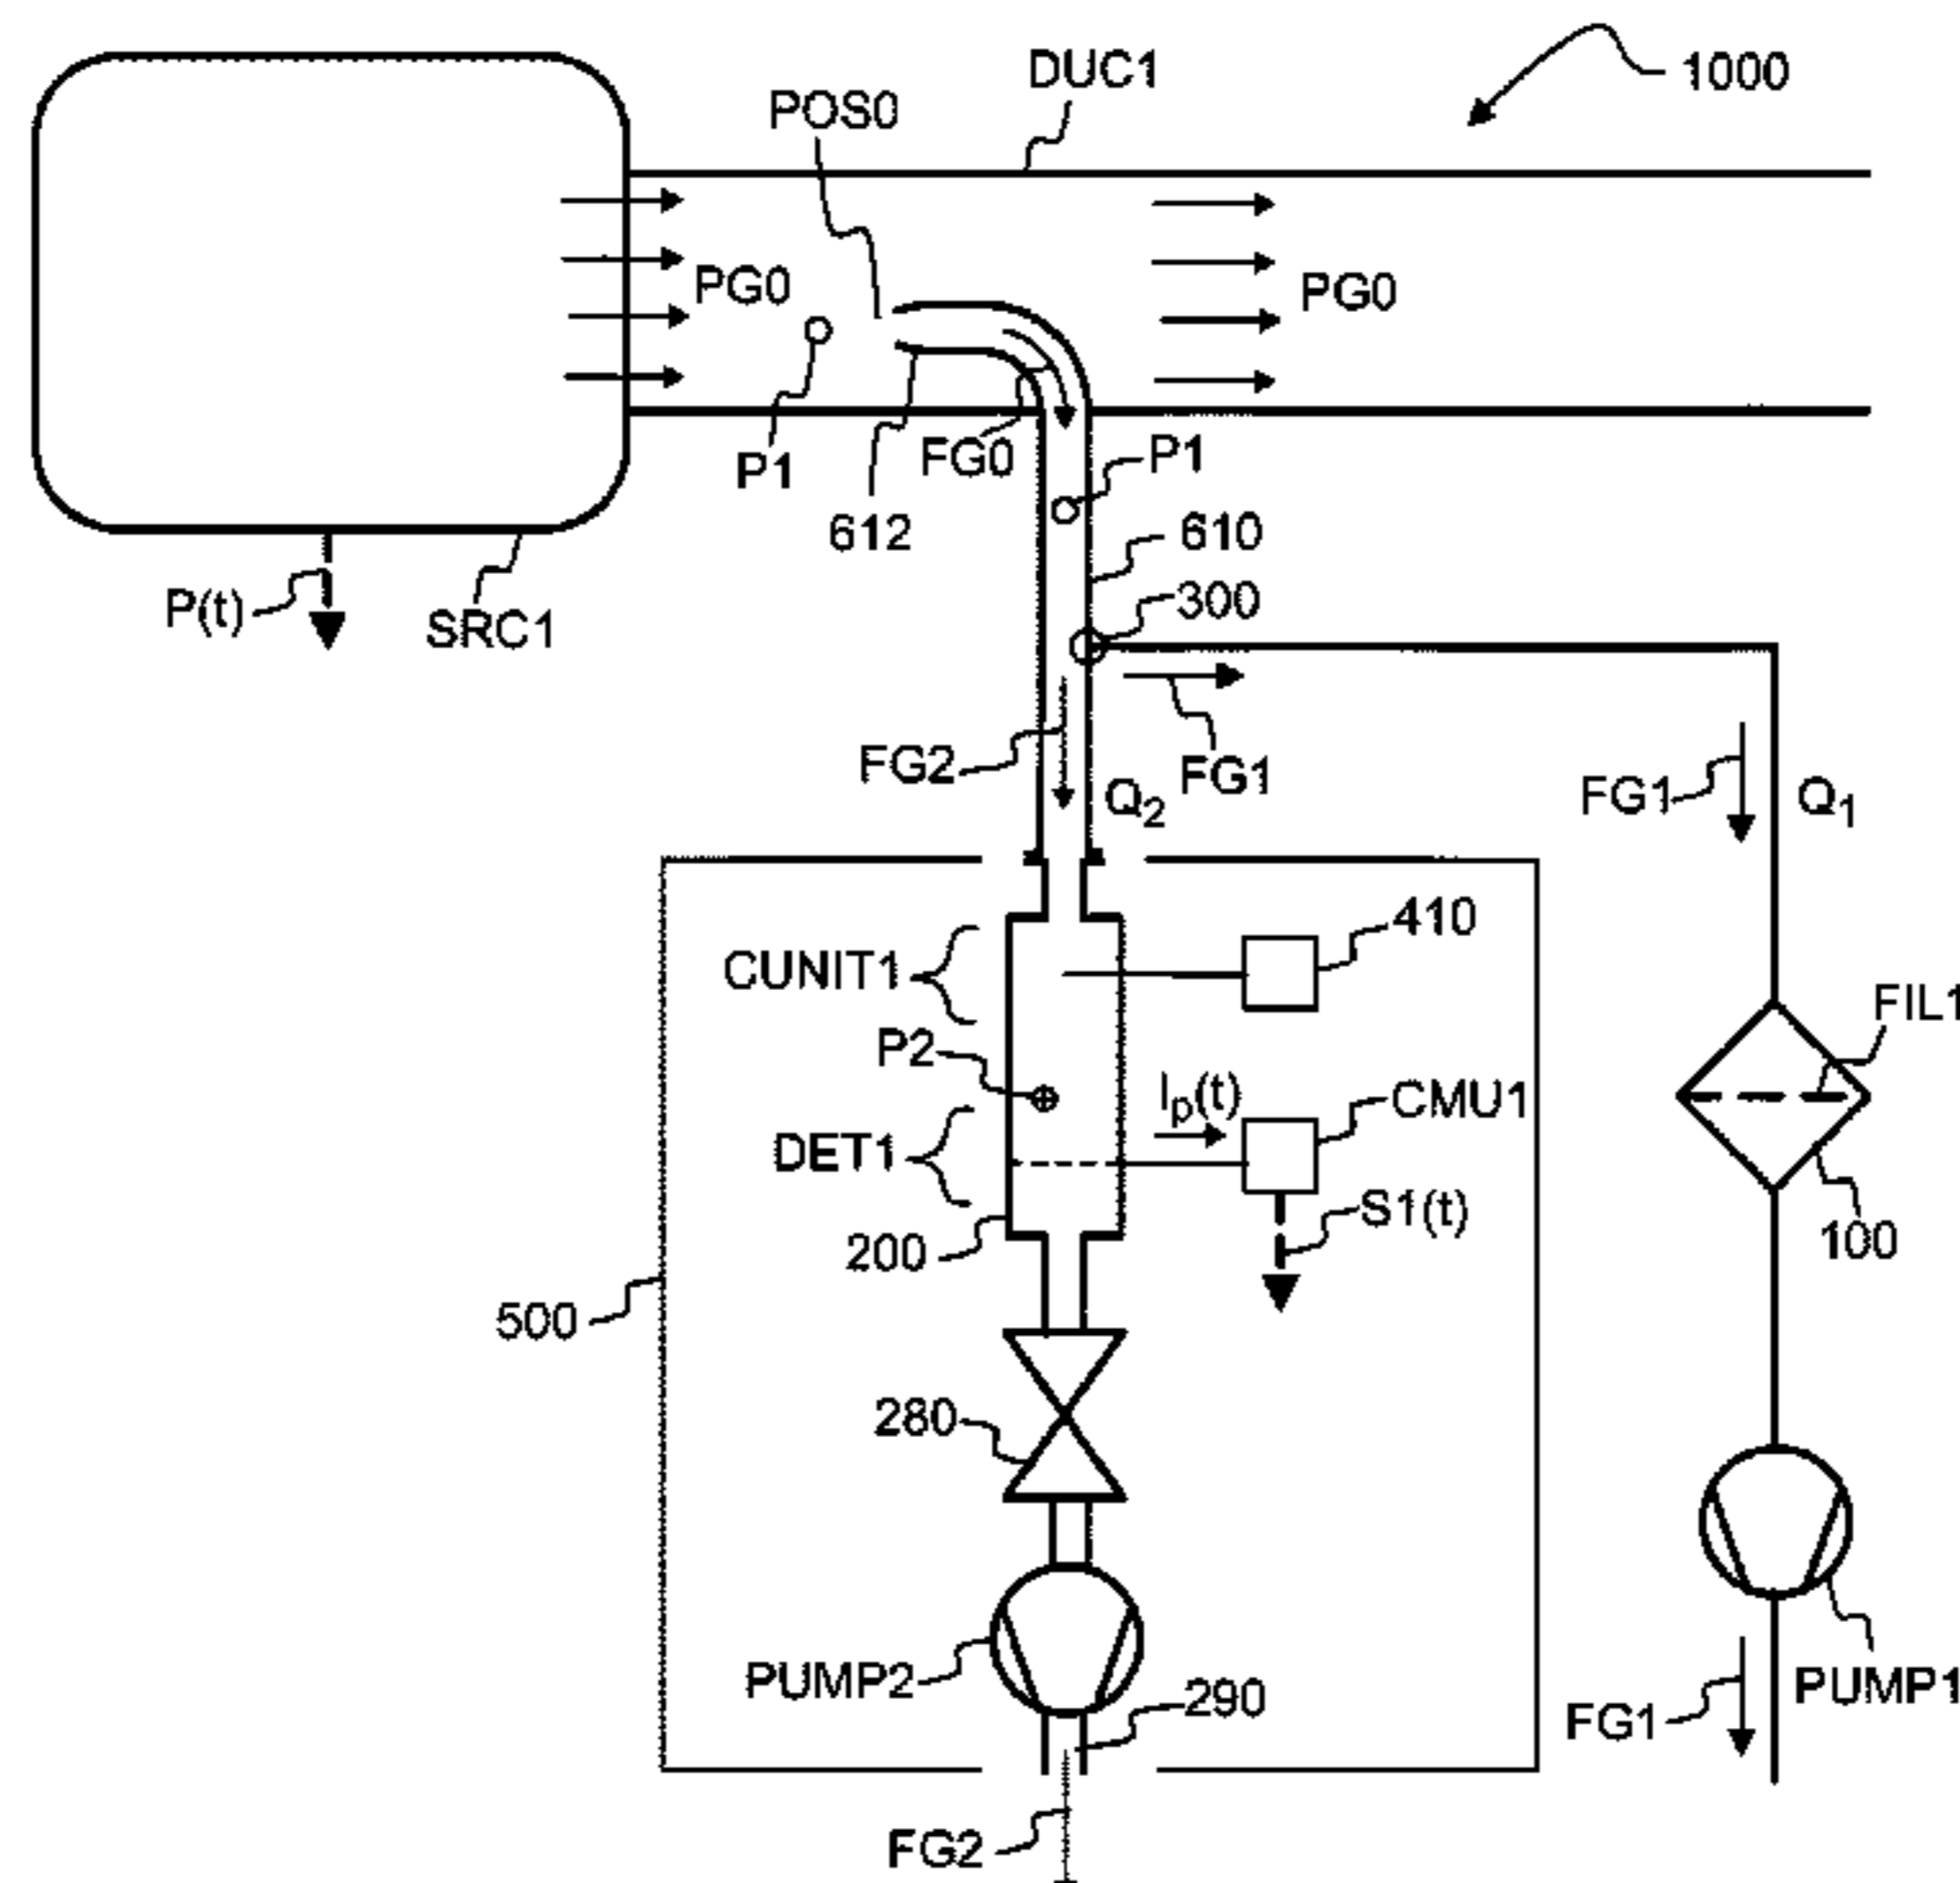 DUC1
1000
POS0
PG0
PG0
P1
FG0
P1
612
610
P(t)
SRC1
300
FG2
FG1
Q2
FG1
Q1
410
CUNIT1
FIL1
P2
Ip(t)
CMU1
DET1
S1(t)
200
100
500
280
PUMP2
290
PUMP1
FG1
FG2